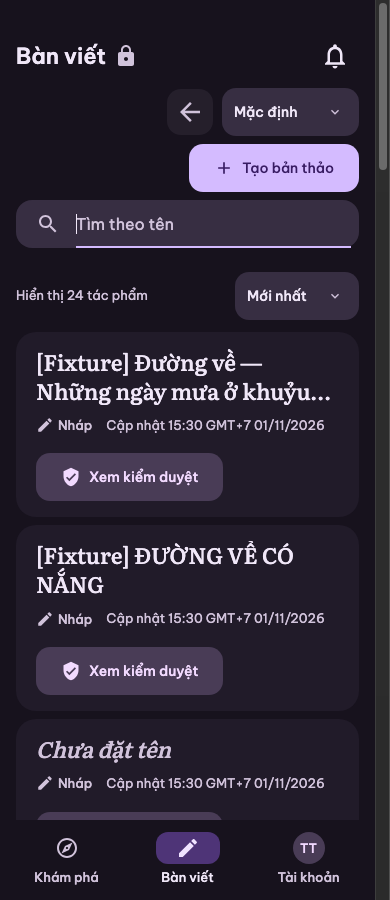 Bàn viết
Mặc định
Tạo bản thảo
Tìm theo tên
Hiển thị 24 tác phẩm
Mới nhất
[Fixture] Đường về —
Những ngày mưa ở khuỷu...
Nháp Cập nhật 15:30 GMT+7 01/11/2026
Xem kiểm duyệt
[Fixture] ĐƯỜNG VỀ CÓ
NẮNG
Nháp Cập nhật 15:30 GMT+7 01/11/2026
Xem kiểm duyệt
Chưa đặt tên
Nháp Cập nhật 15:30 GMT+7 01/11/2026
Khám phá
Bàn viết
TT
Tài khoản